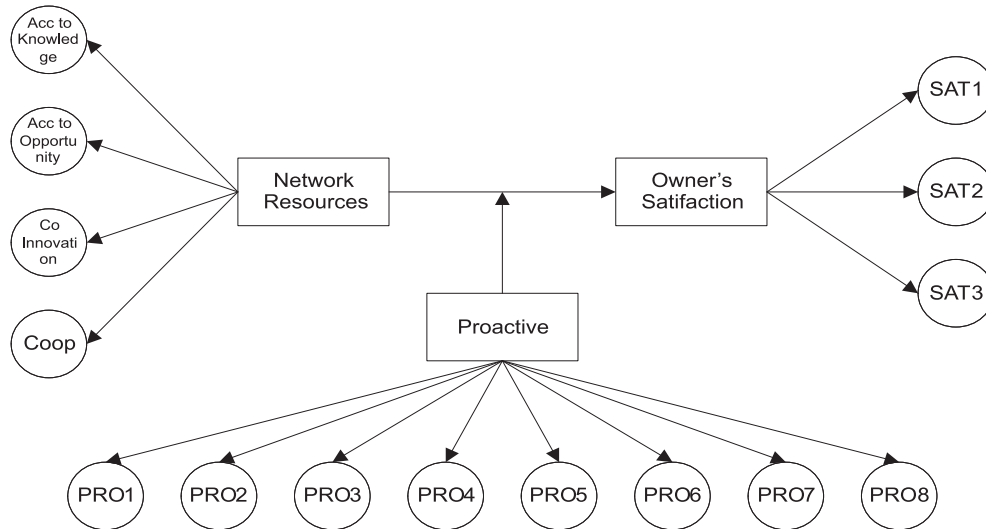 Acc to
Knowled
ge
Acc to
Opportu
nity
Co
Innovati
on
Coop
Network
Resources
Owner's
Satifaction
SAT1
SAT2
SAT3
Proactive
PRO1
PRO2
PRO3
PRO4
PRO5
PRO6
PRO7
PRO8